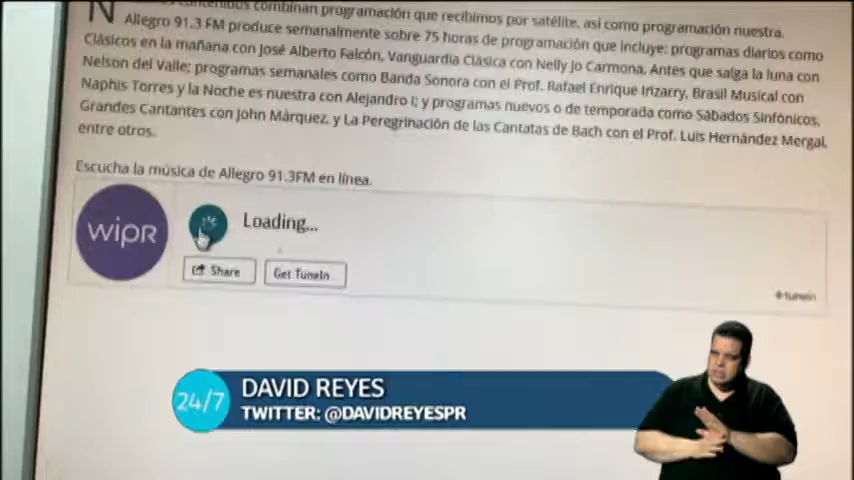 N
contenidos combinan programación que recibimos por satélite, así como programación nuestra.
Allegro 91.3 FM produce semanalmente sobre 75 horas de programación que incluye: programas diarios como
Clásicos en la mañana con José Alberto Falcón, Vanguardia Clásica con Nelly Jo Carmona, Antes que salga la luna con
Nelson del Valle; programas semanales como Banda Sonora con el Prof. Rafael Enrique Irizarry, Brasil Musical con
Naphis Torres y la Noche es nuestra con Alejandro I; y programas nuevos o de temporada como Sábados Sinfónicos,
Grandes Cantantes con John Márquez, y La Peregrinación de las Cantatas de Bach con el Prof. Luis Hernández Mergal,
entre otros.
Escucha la música de Allegro 91.3FM en línea.
wipr
Loading...
Share
Get TuneIn
tunein
24/7
DAVID REYES
TWITTER: @DAVIDREYESPR